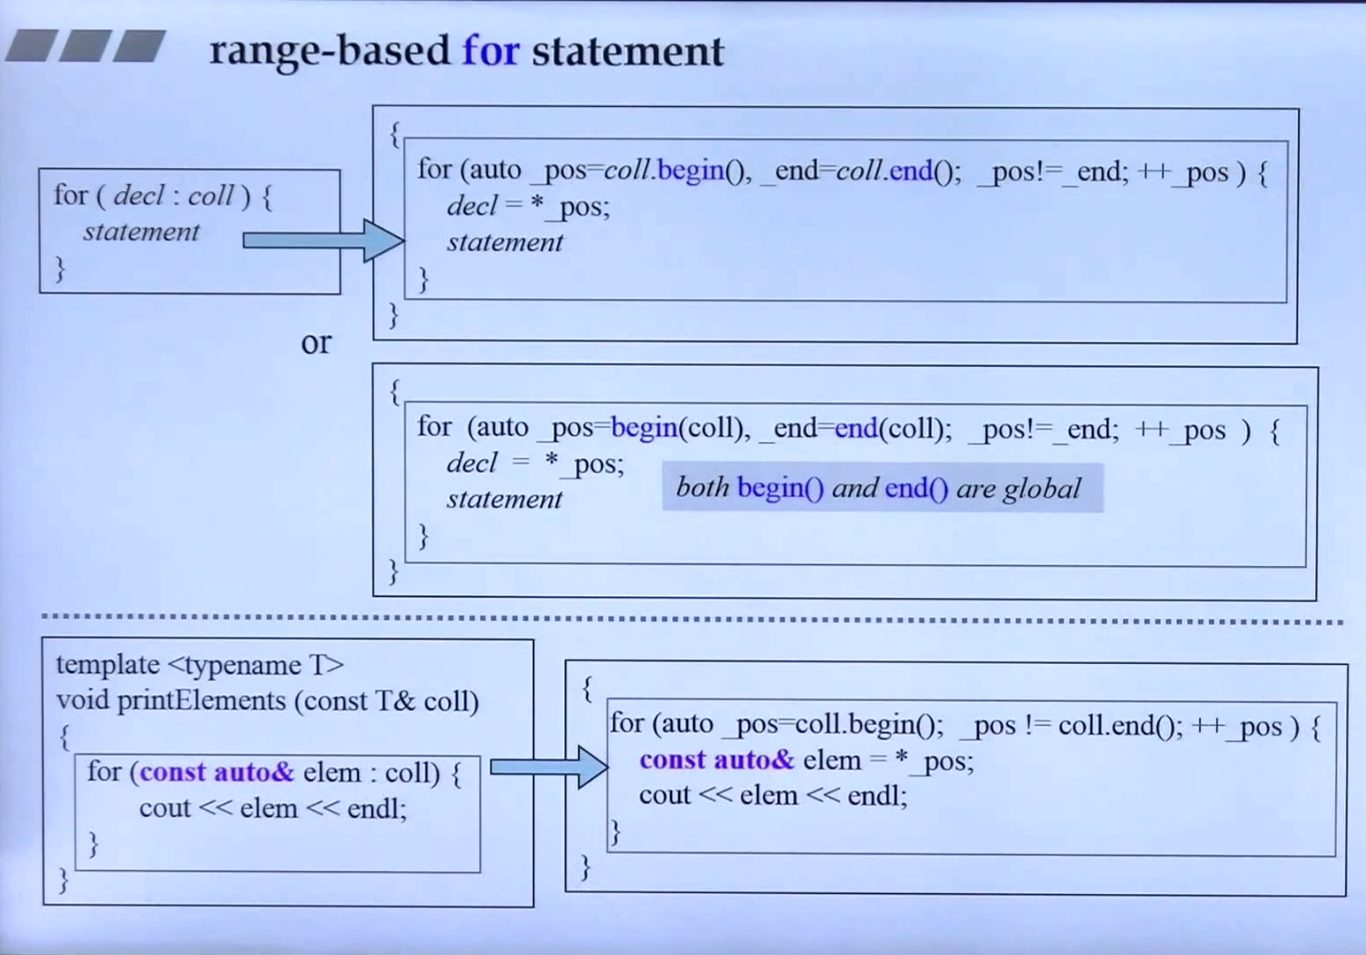 range-based for statement
for ( decl : coll ) {
statement
}
{
for (auto _pos=coll.begin(), _end=coll.end(); _pos!=_end; ++_pos ) {
decl = *_pos;
statement
}
}
or
{
for (auto _pos=begin(coll), _end=end(coll); _pos!=_end; ++_pos ) {
decl = *_pos;
statement
both begin() and end() are global
}
}
template <typename T>
void printElements (const T& coll)
{
for (const auto& elem : coll) {
cout << elem << endl;
}
}
{
for (auto _pos=coll.begin(); _pos != coll.end(); ++_pos ) {
const auto& elem = *_pos;
cout << elem << endl;
}
}